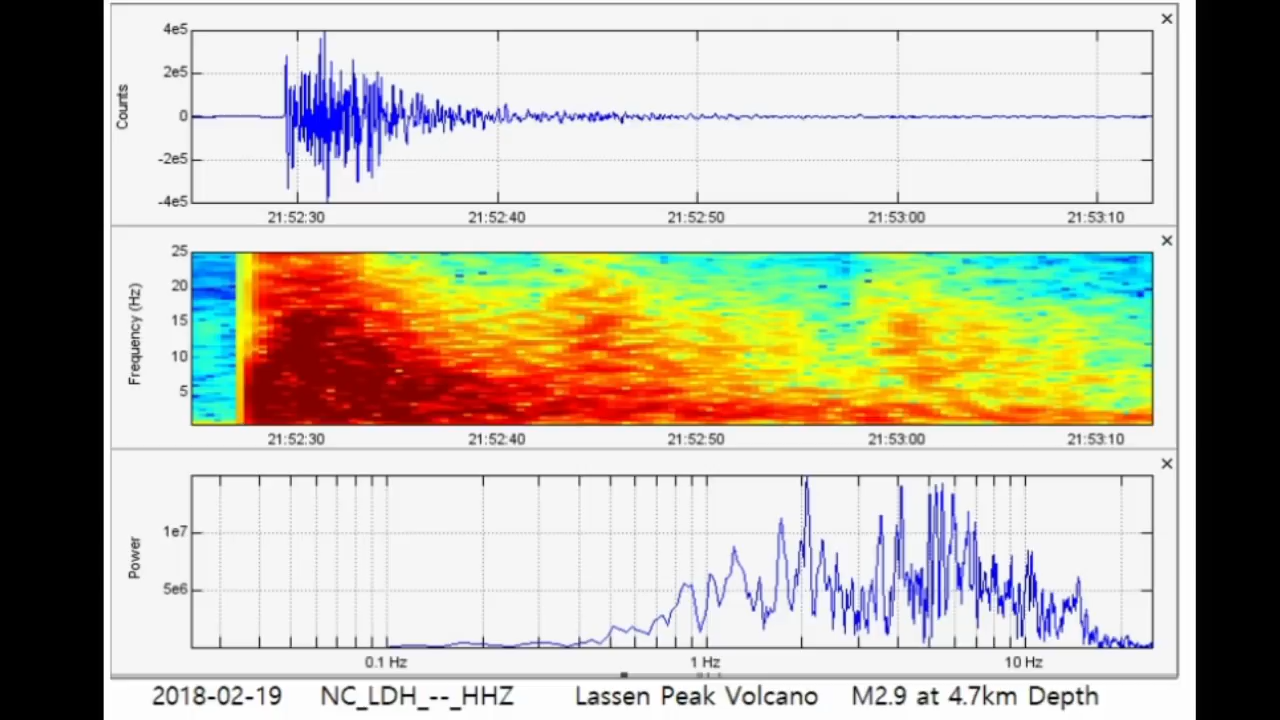 4e5
2e5
0
-2e5
-4e5
Counts
21:52:30 21:52:40 21:52:50 21:53:00 21:53:10
25
20
15
10
5
Frequency (Hz)
21:52:30 21:52:40 21:52:50 21:53:00 21:53:10
1e7
5e6
Power
0.1 Hz 1 Hz 10 Hz
2018-02-19 NC_LDH_--_HHZ Lassen Peak Volcano M2.9 at 4.7km Depth